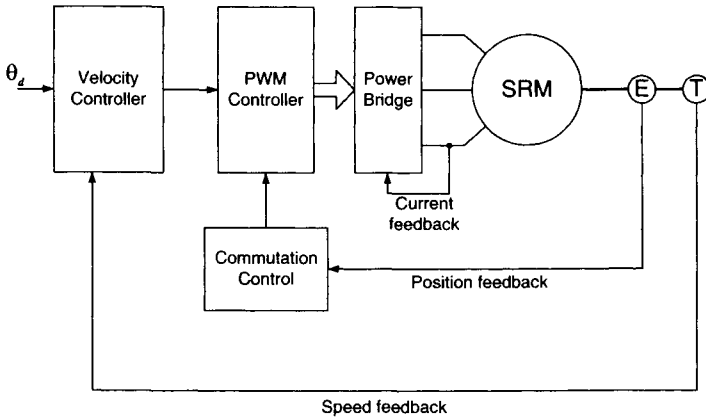 θd
Velocity
Controller
PWM
Controller
Power
Bridge
SRM
E
T
Current
feedback
Commutation
Control
Position feedback
Speed feedback